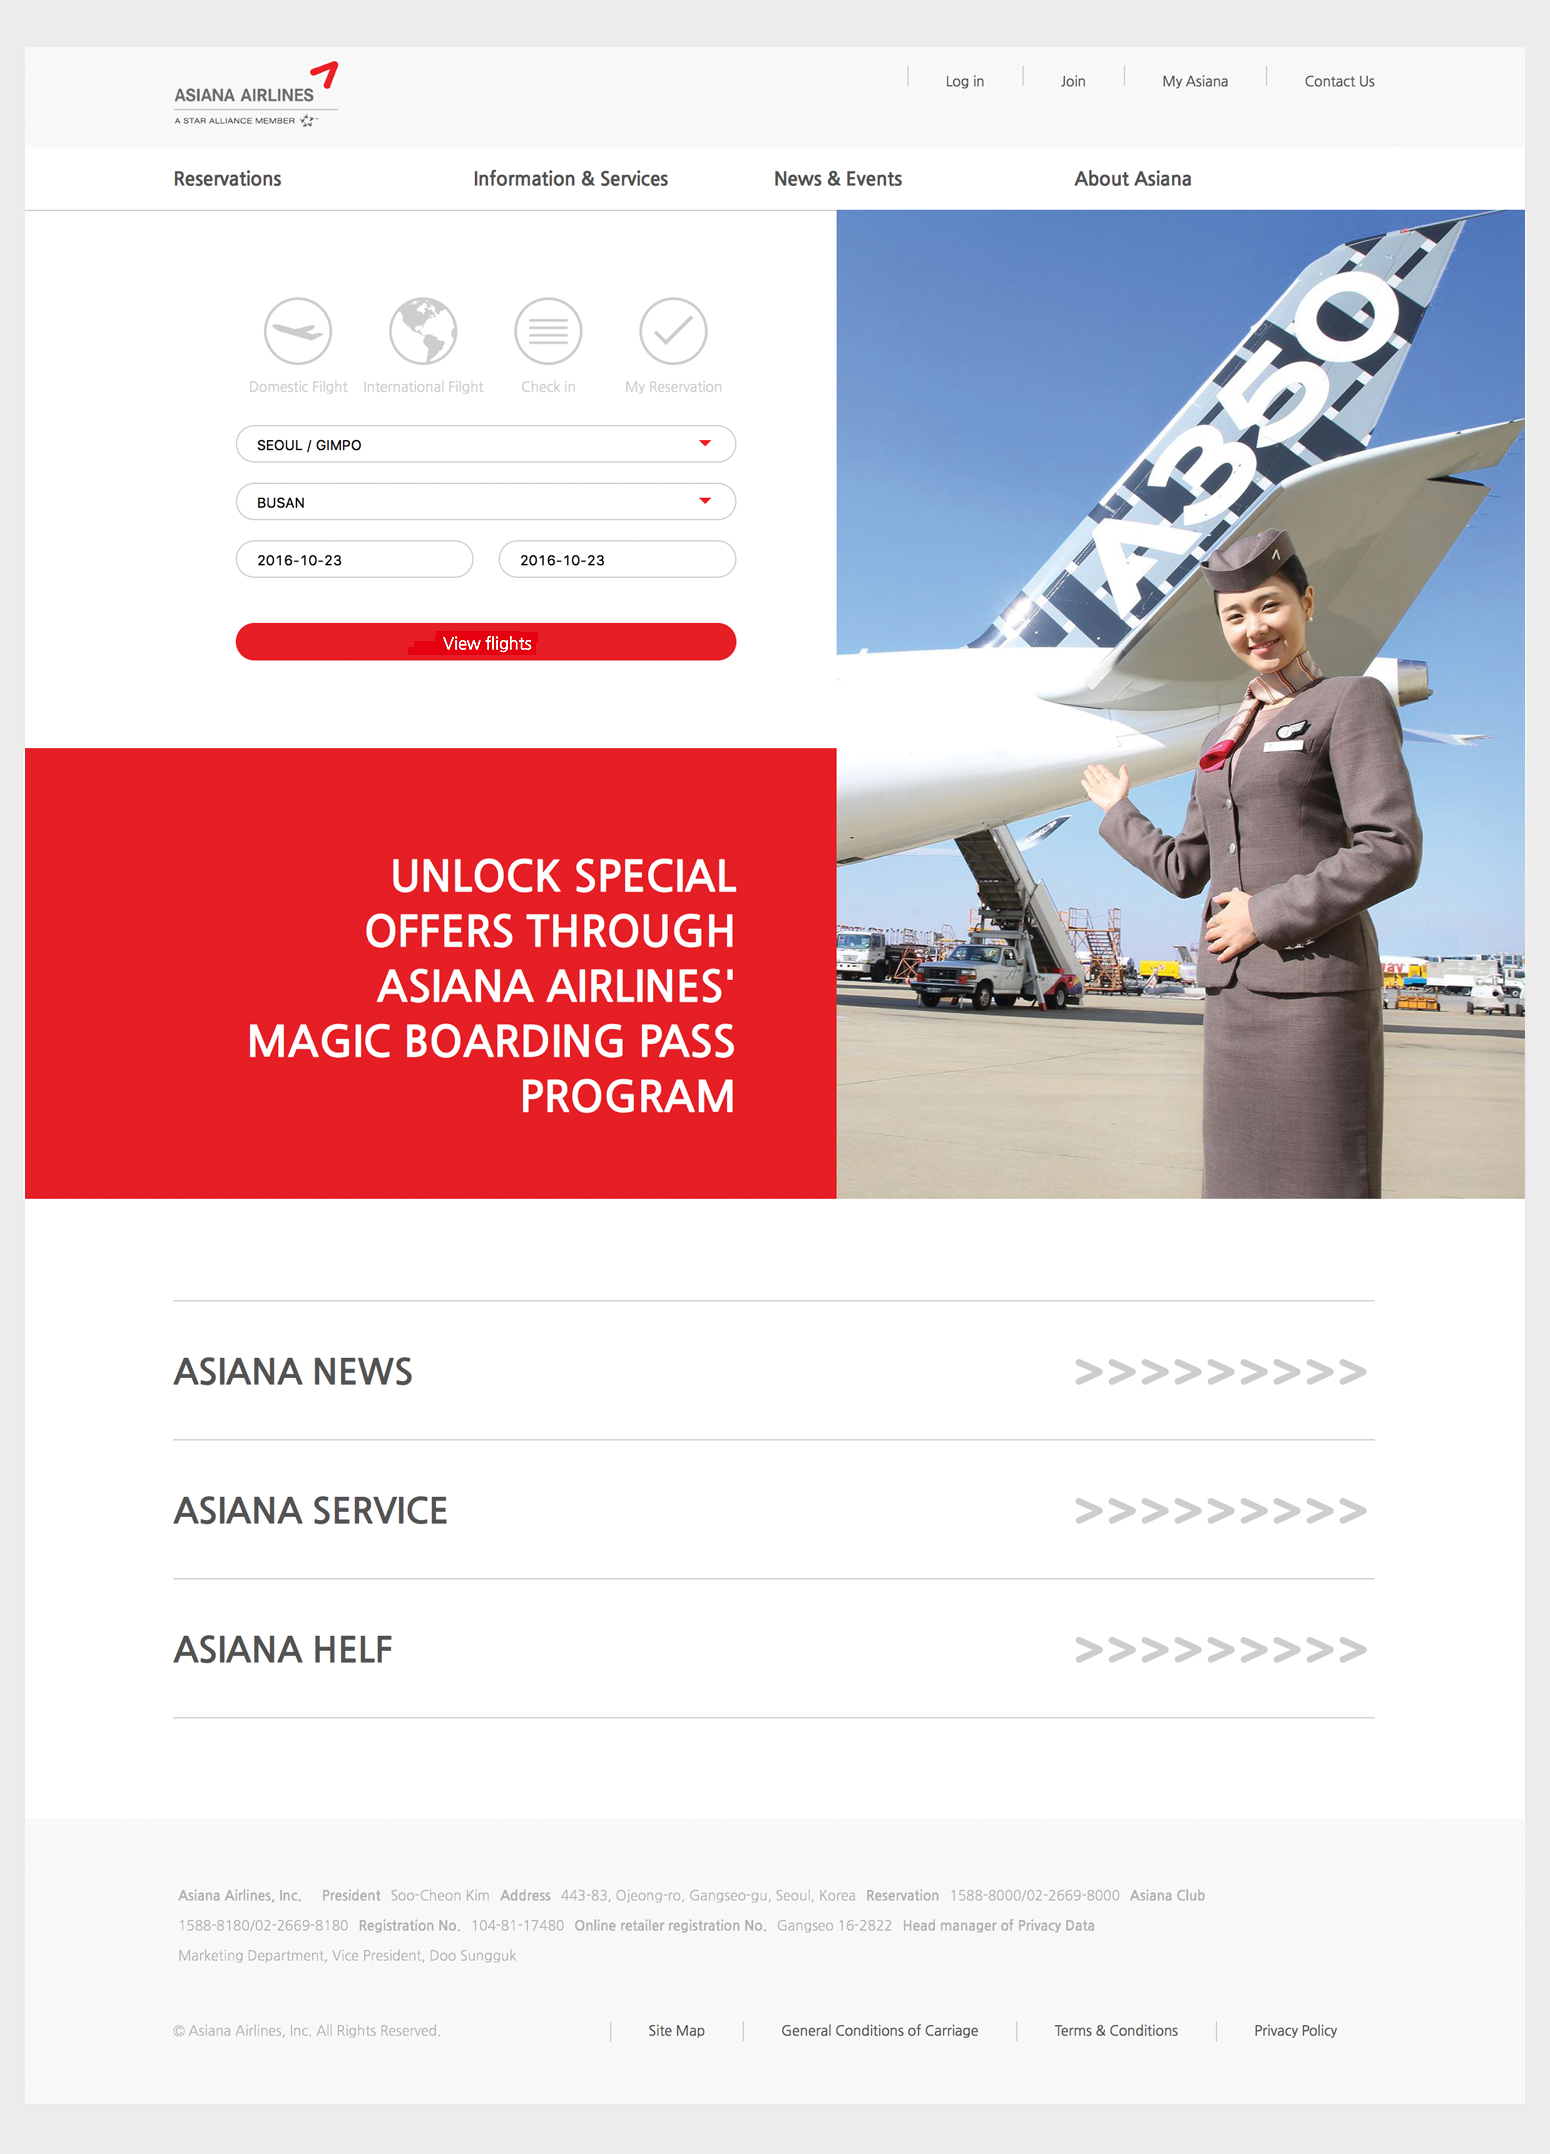 ASIANA AIRLINES
A STAR ALLIANCE MEMBER
Log in
Join
My Asiana
Contact Us
Reservations
Information & Services
News & Events
About Asiana
Domestic Filght
International Filght
Check in
My Reservation
SEOUL / GIMPO
BUSAN
2016-10-23
2016-10-23
View flights
A350
UNLOCK SPECIAL
OFFERS THROUGH
ASIANA AIRLINES'
MAGIC BOARDING PASS
PROGRAM
ASIANA NEWS
>>>>>>>>>
ASIANA SERVICE
>>>>>>>>>
ASIANA HELF
>>>>>>>>>
Asiana Airlines, Inc. President Soo-Cheon Kim Address 443-83, Ojeong-ro, Gangseo-gu, Seoul, Korea Reservation 1588-8000/02-2669-8000 Asiana Club
1588-8180/02-2669-8180 Registration No. 104-81-17480 Online retailer registration No. Gangseo 16-2822 Head manager of Privacy Data
Marketing Department, Vice President, Doo Sungguk
© Asiana Airlines, Inc. All Rights Reserved.
Site Map
General Conditions of Carriage
Terms & Conditions
Privacy Policy